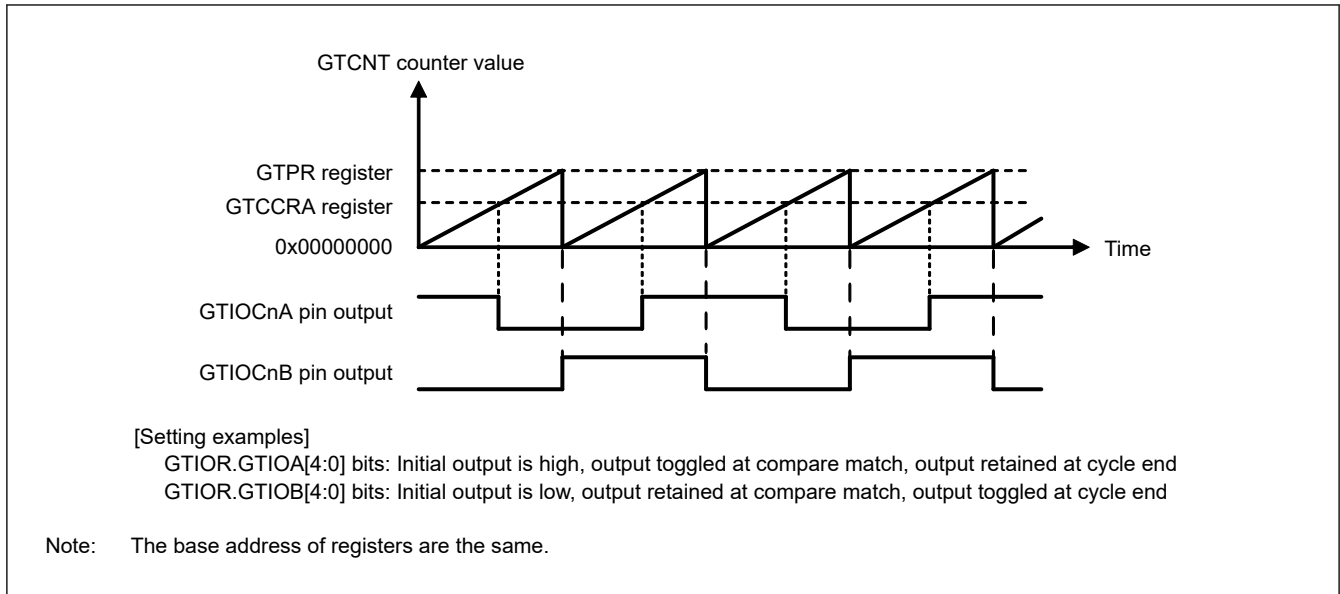 GTCNT counter value
GTPR register
GTCCRA register
0x00000000
Time
GTIOCnA pin output
GTIOCnB pin output
[Setting examples]
GTIOR.GTIOA[4:0] bits: Initial output is high, output toggled at compare match, output retained at cycle end
GTIOR.GTIOB[4:0] bits: Initial output is low, output retained at compare match, output toggled at cycle end
Note: The base address of registers are the same.